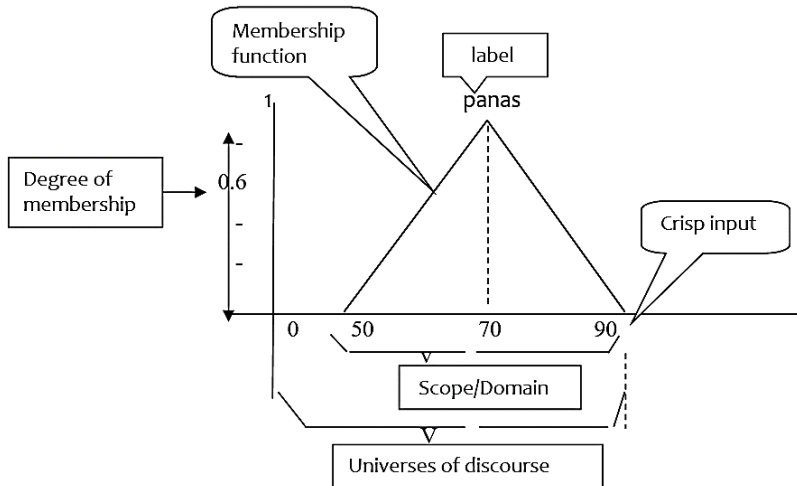 Membership
function
label
panas
1
0.6
Degree of
membership
Crisp input
0 50 70 90
Scope/Domain
Universes of discourse